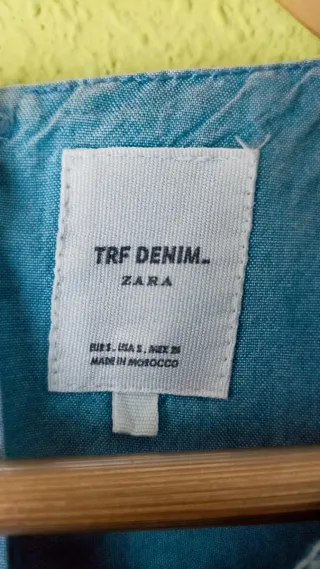 TRF DENIM.
ZARA
EUR S . USA S . MEX 26
MADE IN MOROCCO